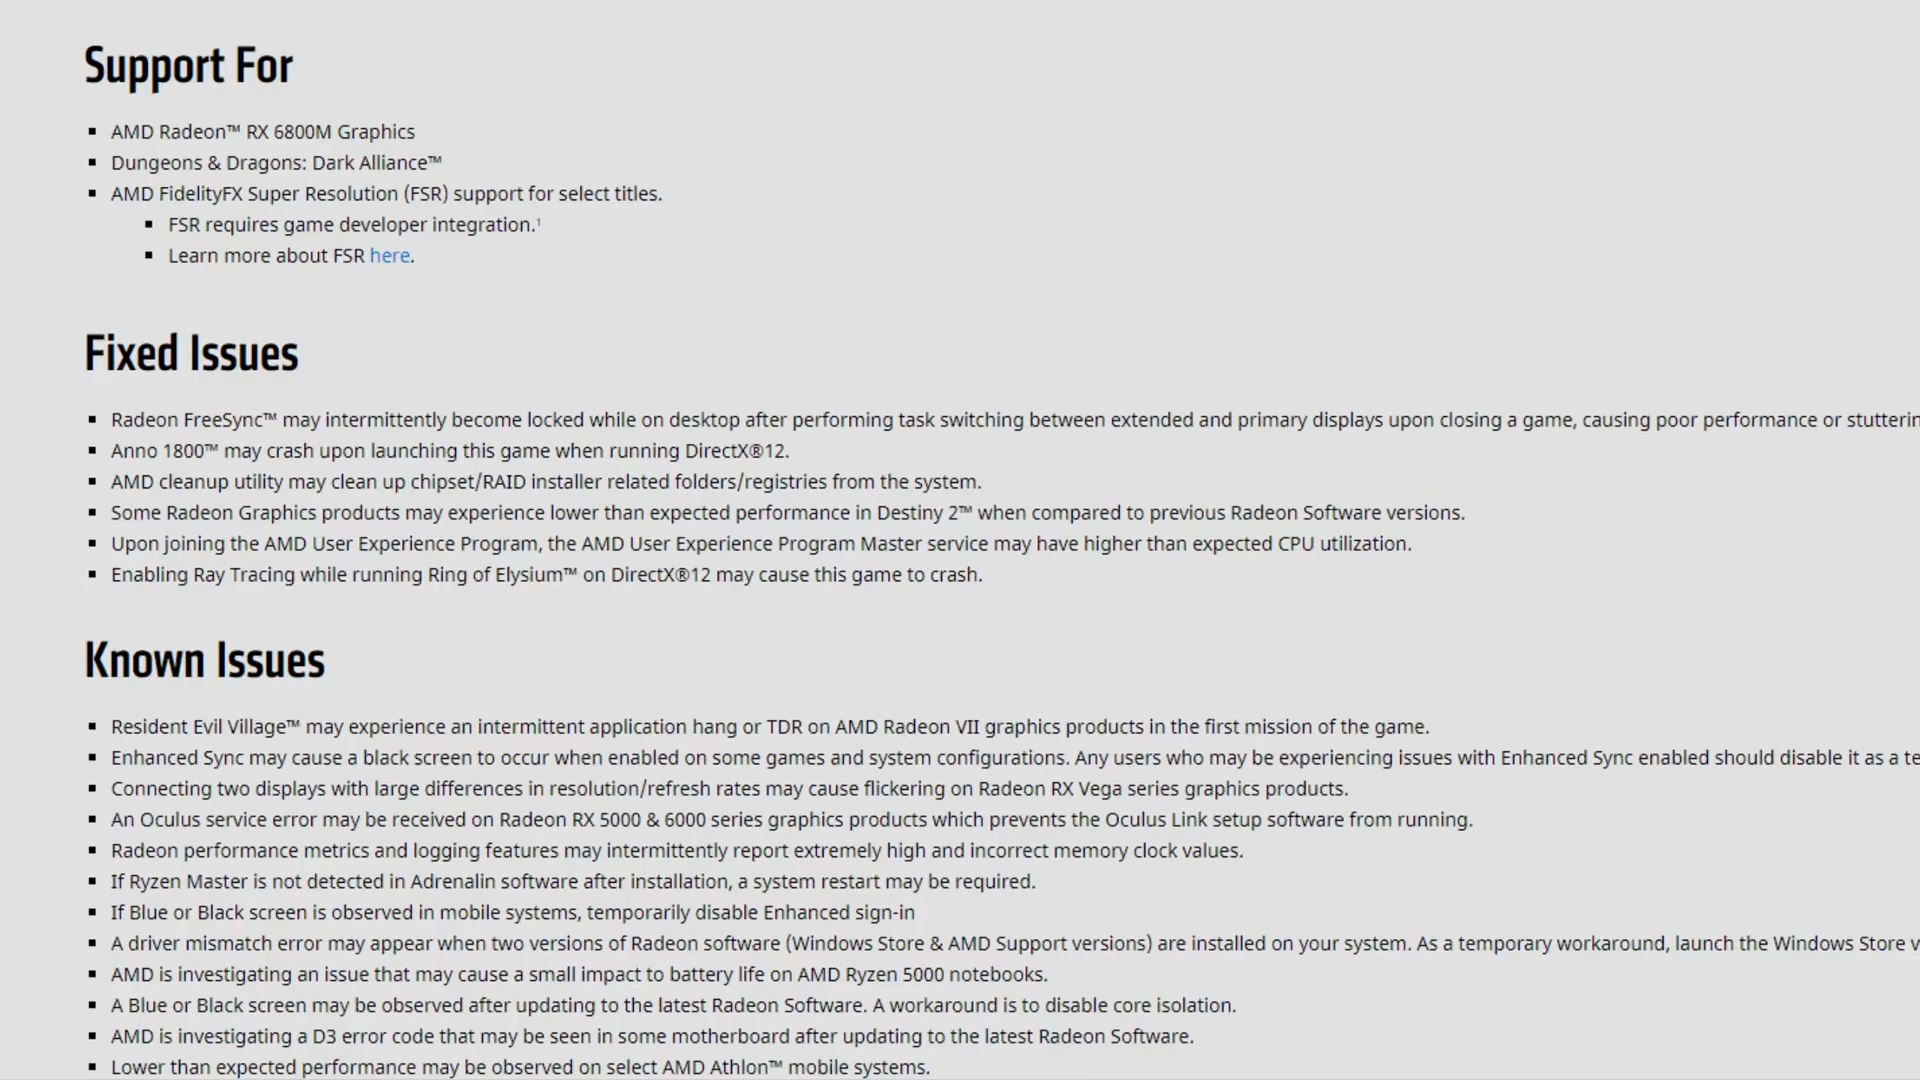 Support For
AMD Radeon™ RX 6800M Graphics
Dungeons & Dragons: Dark Alliance™
AMD FidelityFX Super Resolution (FSR) support for select titles.
FSR requires game developer integration.¹
Learn more about FSR here.
Fixed Issues
Radeon FreeSync™ may intermittently become locked while on desktop after performing task switching between extended and primary displays upon closing a game, causing poor performance or
Anno 1800™ may crash upon launching this game when running DirectX®12.
AMD cleanup utility may clean up chipset/RAID installer related folders/registries from the system.
Some Radeon Graphics products may experience lower than expected performance in Destiny 2™ when compared to previous Radeon Software versions.
Upon joining the AMD User Experience Program, the AMD User Experience Program Master service may have higher than expected CPU utilization.
Enabling Ray Tracing while running Ring of Elysium™ on DirectX®12 may cause this game to crash.
Known Issues
Resident Evil Village™ may experience an intermittent application hang or TDR on AMD Radeon VII graphics products in the first mission of the game.
Enhanced Sync may cause a black screen to occur when enabled on some games and system configurations. Any users who may be experiencing issues with Enhanced Sync enabled should disable it as a
Connecting two displays with large differences in resolution/refresh rates may cause flickering on Radeon RX Vega series graphics products.
An Oculus service error may be received on Radeon RX 5000 & 6000 series graphics products which prevents the Oculus Link setup software from running.
Radeon performance metrics and logging features may intermittently report extremely high and incorrect memory clock values.
If Ryzen Master is not detected in Adrenalin software after installation, a system restart may be required.
If Blue or Black screen is observed in mobile systems, temporarily disable Enhanced sign-in
A driver mismatch error may appear when two versions of Radeon software (Windows Store & AMD Support versions) are installed on your system. As a temporary workaround, launch the Windows Store
AMD is investigating an issue that may cause a small impact to battery life on AMD Ryzen 5000 notebooks.
A Blue or Black screen may be observed after updating to the latest Radeon Software. A workaround is to disable core isolation.
AMD is investigating a D3 error code that may be seen in some motherboard after updating to the latest Radeon Software.
Lower than expected performance may be observed on select AMD Athlon™ mobile systems.